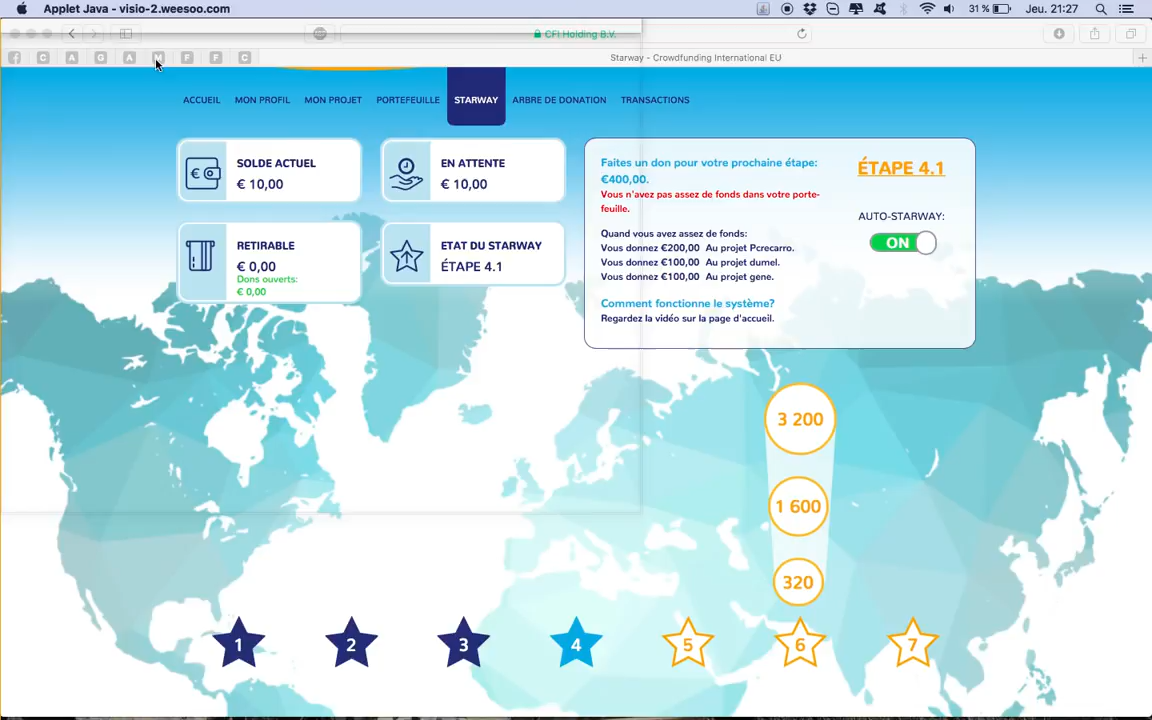 Applet Java - visio-2.weesoo.com
31 %
Jeu. 21:27
CFI Holding B.V.
C A G A M F F C
Starway - Crowdfunding International EU
ACCUEIL
MON PROFIL
MON PROJET
PORTEFEUILLE
STARWAY
ARBRE DE DONATION
TRANSACTIONS
SOLDE ACTUEL
€ 10,00
EN ATTENTE
€ 10,00
RETIRABLE
€ 0,00
Dons ouverts:
€ 0,00
ETAT DU STARWAY
ÉTAPE 4.1
Faites un don pour votre prochaine étape:
€400,00.
Vous n'avez pas assez de fonds dans votre porte-
feuille.
Quand vous avez assez de fonds:
Vous donnez €200,00 Au projet Pcrecarro.
Vous donnez €100,00 Au projet dumel.
Vous donnez €100,00 Au projet gene.
Comment fonctionne le système?
Regardez la vidéo sur la page d'accueil.
ÉTAPE 4.1
AUTO-STARWAY:
ON
3 200
1 600
320
1
2
3
4
5
6
7